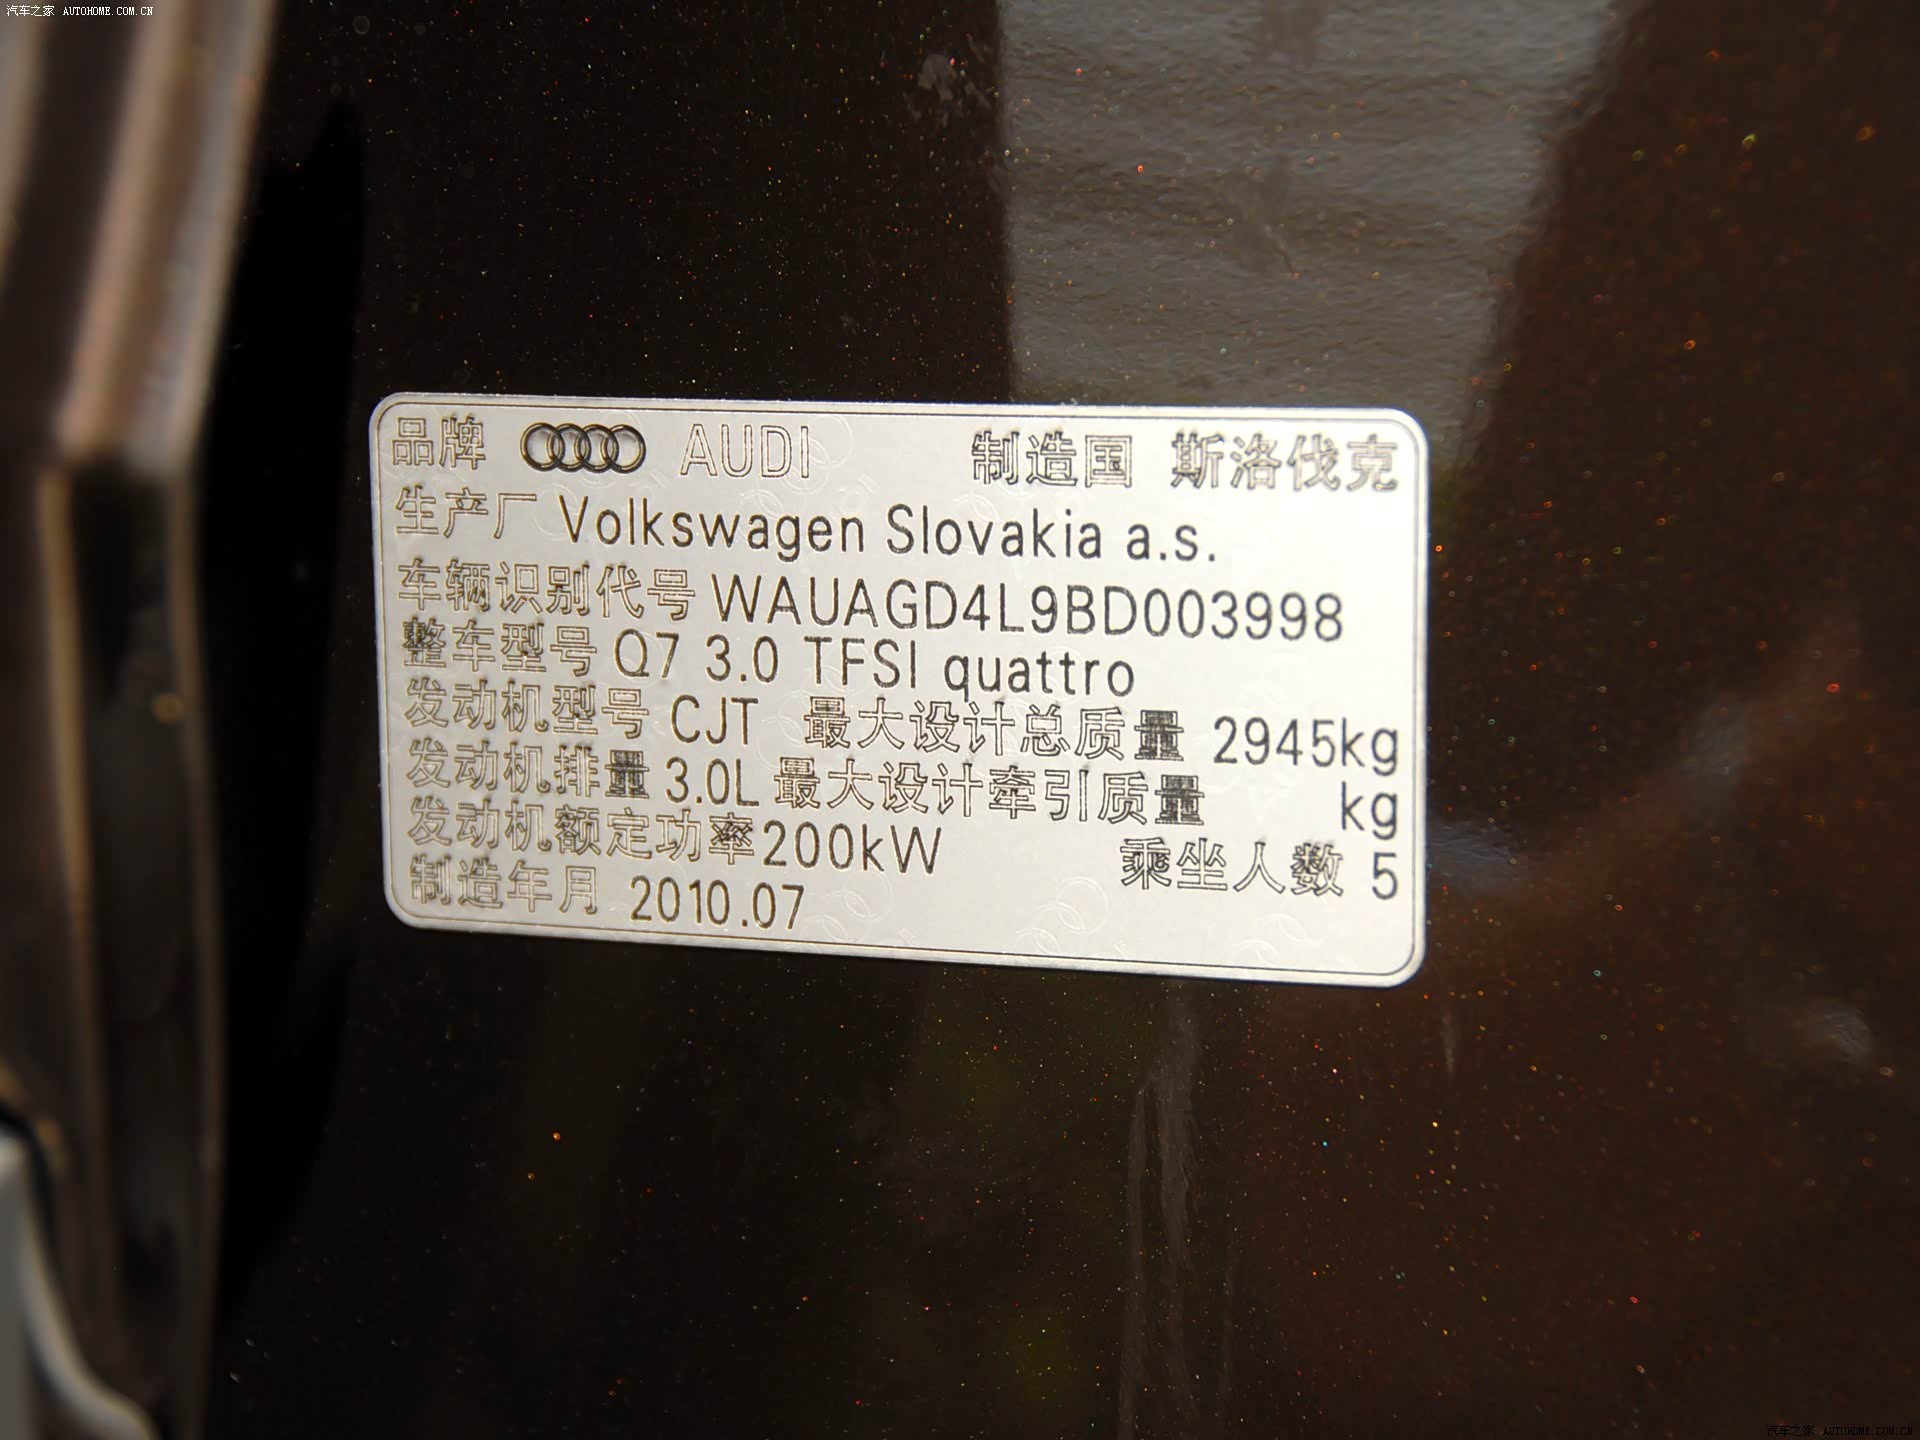 汽车之家 AUTOHOME.COM.CN
品牌 AUDI 制造国 斯洛伐克
生产厂 Volkswagen Slovakia a.s.
车辆识别代号 WAUAGD4L9BD003998
整车型号 Q7 3.0 TFSI quattro
发动机型号 CJT 最大设计总质量 2945kg
发动机排量 3.0L 最大设计牵引质量 kg
发动机额定功率 200kW 乘坐人数 5
制造年月 2010.07
汽车之家 AUTOHOME.COM.CN